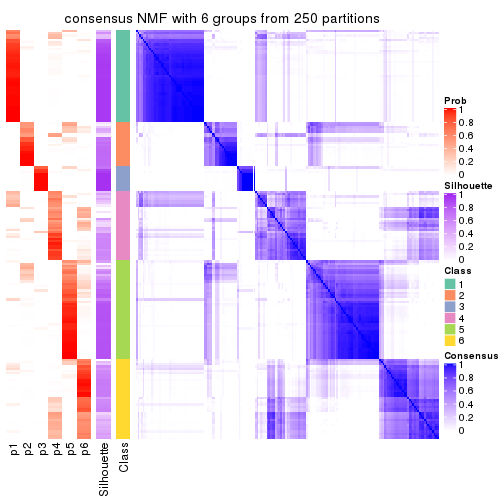 consensus NMF with 6 groups from 250 partitions
Prob
1
0.8
0.6
0.4
0.2
0
Silhouette
1
0.8
0.6
0.4
0.2
0
Class
1
2
3
4
5
6
Consensus
1
0.8
0.6
0.4
0.2
0
p1
p2
p3
p4
p5
p6
Silhouette
Class